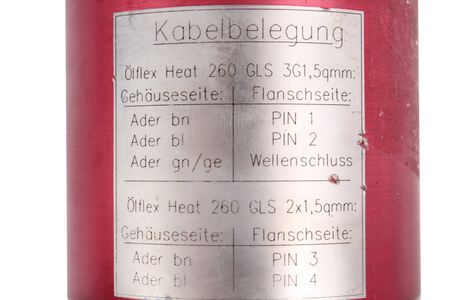 Kabelbelegung
Ölflex Heat 260 GLS 3G1,5qmm:
Gehäuseseite: Flanschseite:
Ader bn PIN 1
Ader bl PIN 2
Ader gn/ge Wellenschluss
Ölflex Heat 260 GLS 2x1,5qmm:
Gehäuseseite: Flanschseite:
Ader bn PIN 3
Ader bl PIN 4